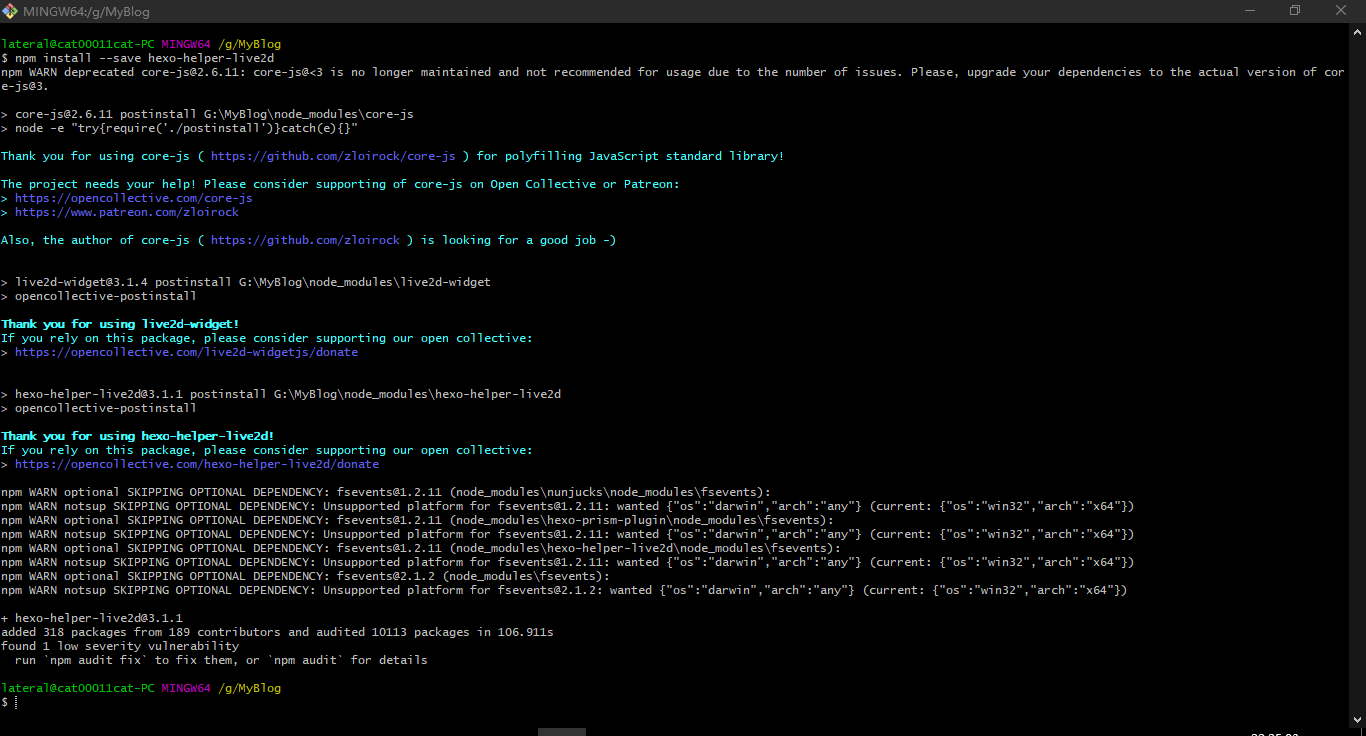 MINGW64:/g/MyBlog
lateral@cat00011cat-PC MINGW64 /g/MyBlog
$ npm install --save hexo-helper-live2d
npm WARN deprecated core-js@2.6.11: core-js@<3 is no longer maintained and not recommended for usage due to the number of issues. Please, upgrade your dependencies to the actual version of cor
e-js@3.
> core-js@2.6.11 postinstall G:\MyBlog\node_modules\core-js
> node -e "try{require('./postinstall')}catch(e){}"
Thank you for using core-js ( https://github.com/zloirock/core-js ) for polyfilling JavaScript standard library!
The project needs your help! Please consider supporting of core-js on Open Collective or Patreon:
> https://opencollective.com/core-js
> https://www.patreon.com/zloirock
Also, the author of core-js ( https://github.com/zloirock ) is looking for a good job -)
> live2d-widget@3.1.4 postinstall G:\MyBlog\node_modules\live2d-widget
> opencollective-postinstall
Thank you for using live2d-widget!
If you rely on this package, please consider supporting our open collective:
> https://opencollective.com/live2d-widgetjs/donate
> hexo-helper-live2d@3.1.1 postinstall G:\MyBlog\node_modules\hexo-helper-live2d
> opencollective-postinstall
Thank you for using hexo-helper-live2d!
If you rely on this package, please consider supporting our open collective:
> https://opencollective.com/hexo-helper-live2d/donate
npm WARN optional SKIPPING OPTIONAL DEPENDENCY: fsevents@1.2.11 (node_modules\nunjucks\node_modules\fsevents):
npm WARN notsup SKIPPING OPTIONAL DEPENDENCY: Unsupported platform for fsevents@1.2.11: wanted {"os":"darwin","arch":"any"} (current: {"os":"win32","arch":"x64"})
npm WARN optional SKIPPING OPTIONAL DEPENDENCY: fsevents@1.2.11 (node_modules\hexo-prism-plugin\node_modules\fsevents):
npm WARN notsup SKIPPING OPTIONAL DEPENDENCY: Unsupported platform for fsevents@1.2.11: wanted {"os":"darwin","arch":"any"} (current: {"os":"win32","arch":"x64"})
npm WARN optional SKIPPING OPTIONAL DEPENDENCY: fsevents@1.2.11 (node_modules\hexo-helper-live2d\node_modules\fsevents):
npm WARN notsup SKIPPING OPTIONAL DEPENDENCY: Unsupported platform for fsevents@1.2.11: wanted {"os":"darwin","arch":"any"} (current: {"os":"win32","arch":"x64"})
npm WARN optional SKIPPING OPTIONAL DEPENDENCY: fsevents@2.1.2 (node_modules\fsevents):
npm WARN notsup SKIPPING OPTIONAL DEPENDENCY: Unsupported platform for fsevents@2.1.2: wanted {"os":"darwin","arch":"any"} (current: {"os":"win32","arch":"x64"})
+ hexo-helper-live2d@3.1.1
added 318 packages from 189 contributors and audited 10113 packages in 106.911s
found 1 low severity vulnerability
run `npm audit fix` to fix them, or `npm audit` for details
lateral@cat00011cat-PC MINGW64 /g/MyBlog
$